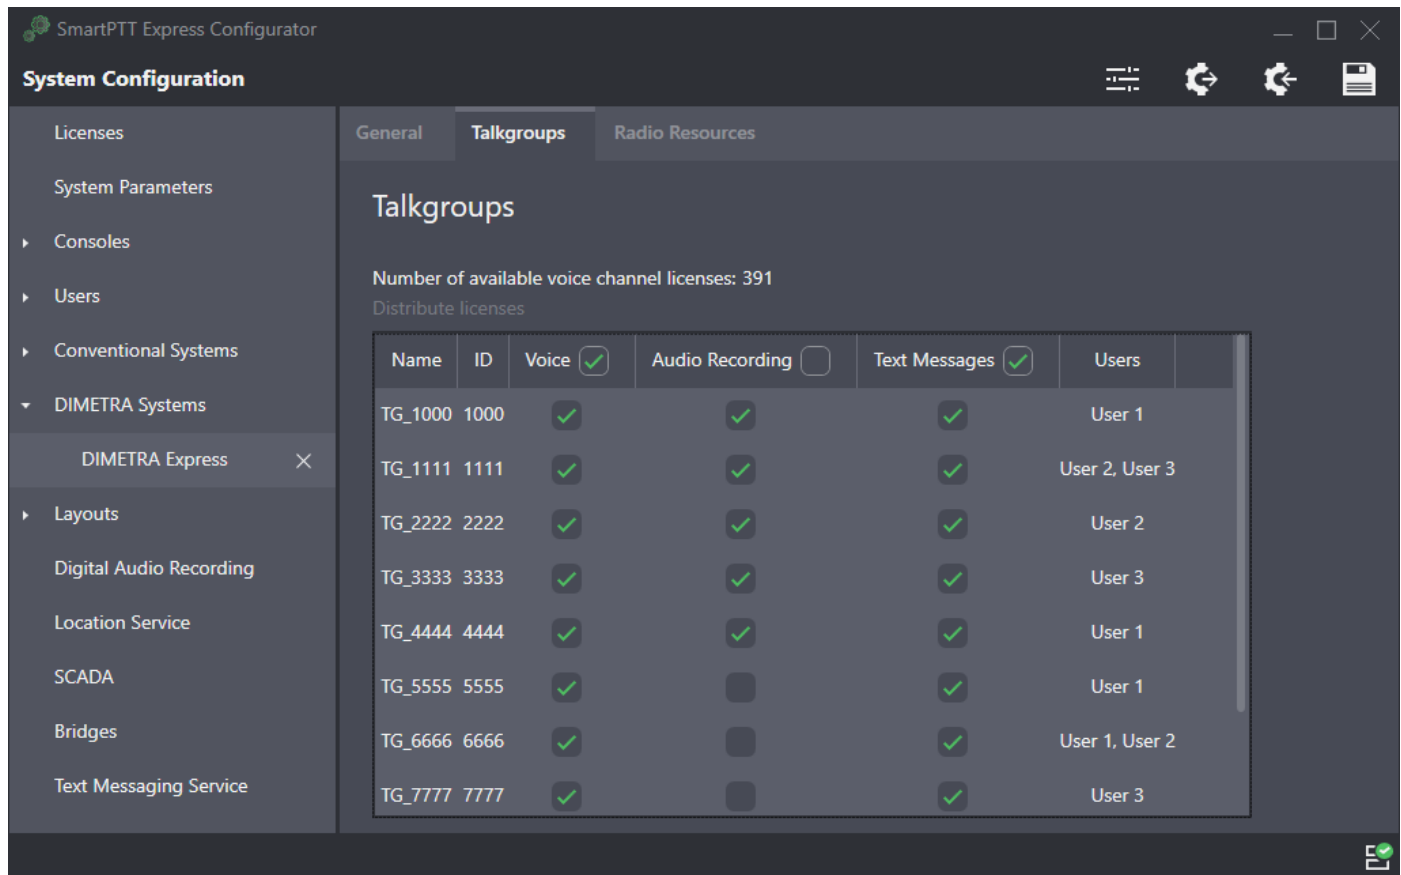 SmartPTT Express Configurator
System Configuration
Licenses
System Parameters
Consoles
Users
Conventional Systems
DIMETRA Systems
DIMETRA Express
Layouts
Digital Audio Recording
Location Service
SCADA
Bridges
Text Messaging Service
General Talkgroups Radio Resources
Talkgroups
Number of available voice channel licenses: 391
Distribute licenses
Name ID Voice Audio Recording Text Messages Users
TG_1000 1000 User 1
TG_1111 1111 User 2, User 3
TG_2222 2222 User 2
TG_3333 3333 User 3
TG_4444 4444 User 1
TG_5555 5555 User 1
TG_6666 6666 User 1, User 2
TG_7777 7777 User 3